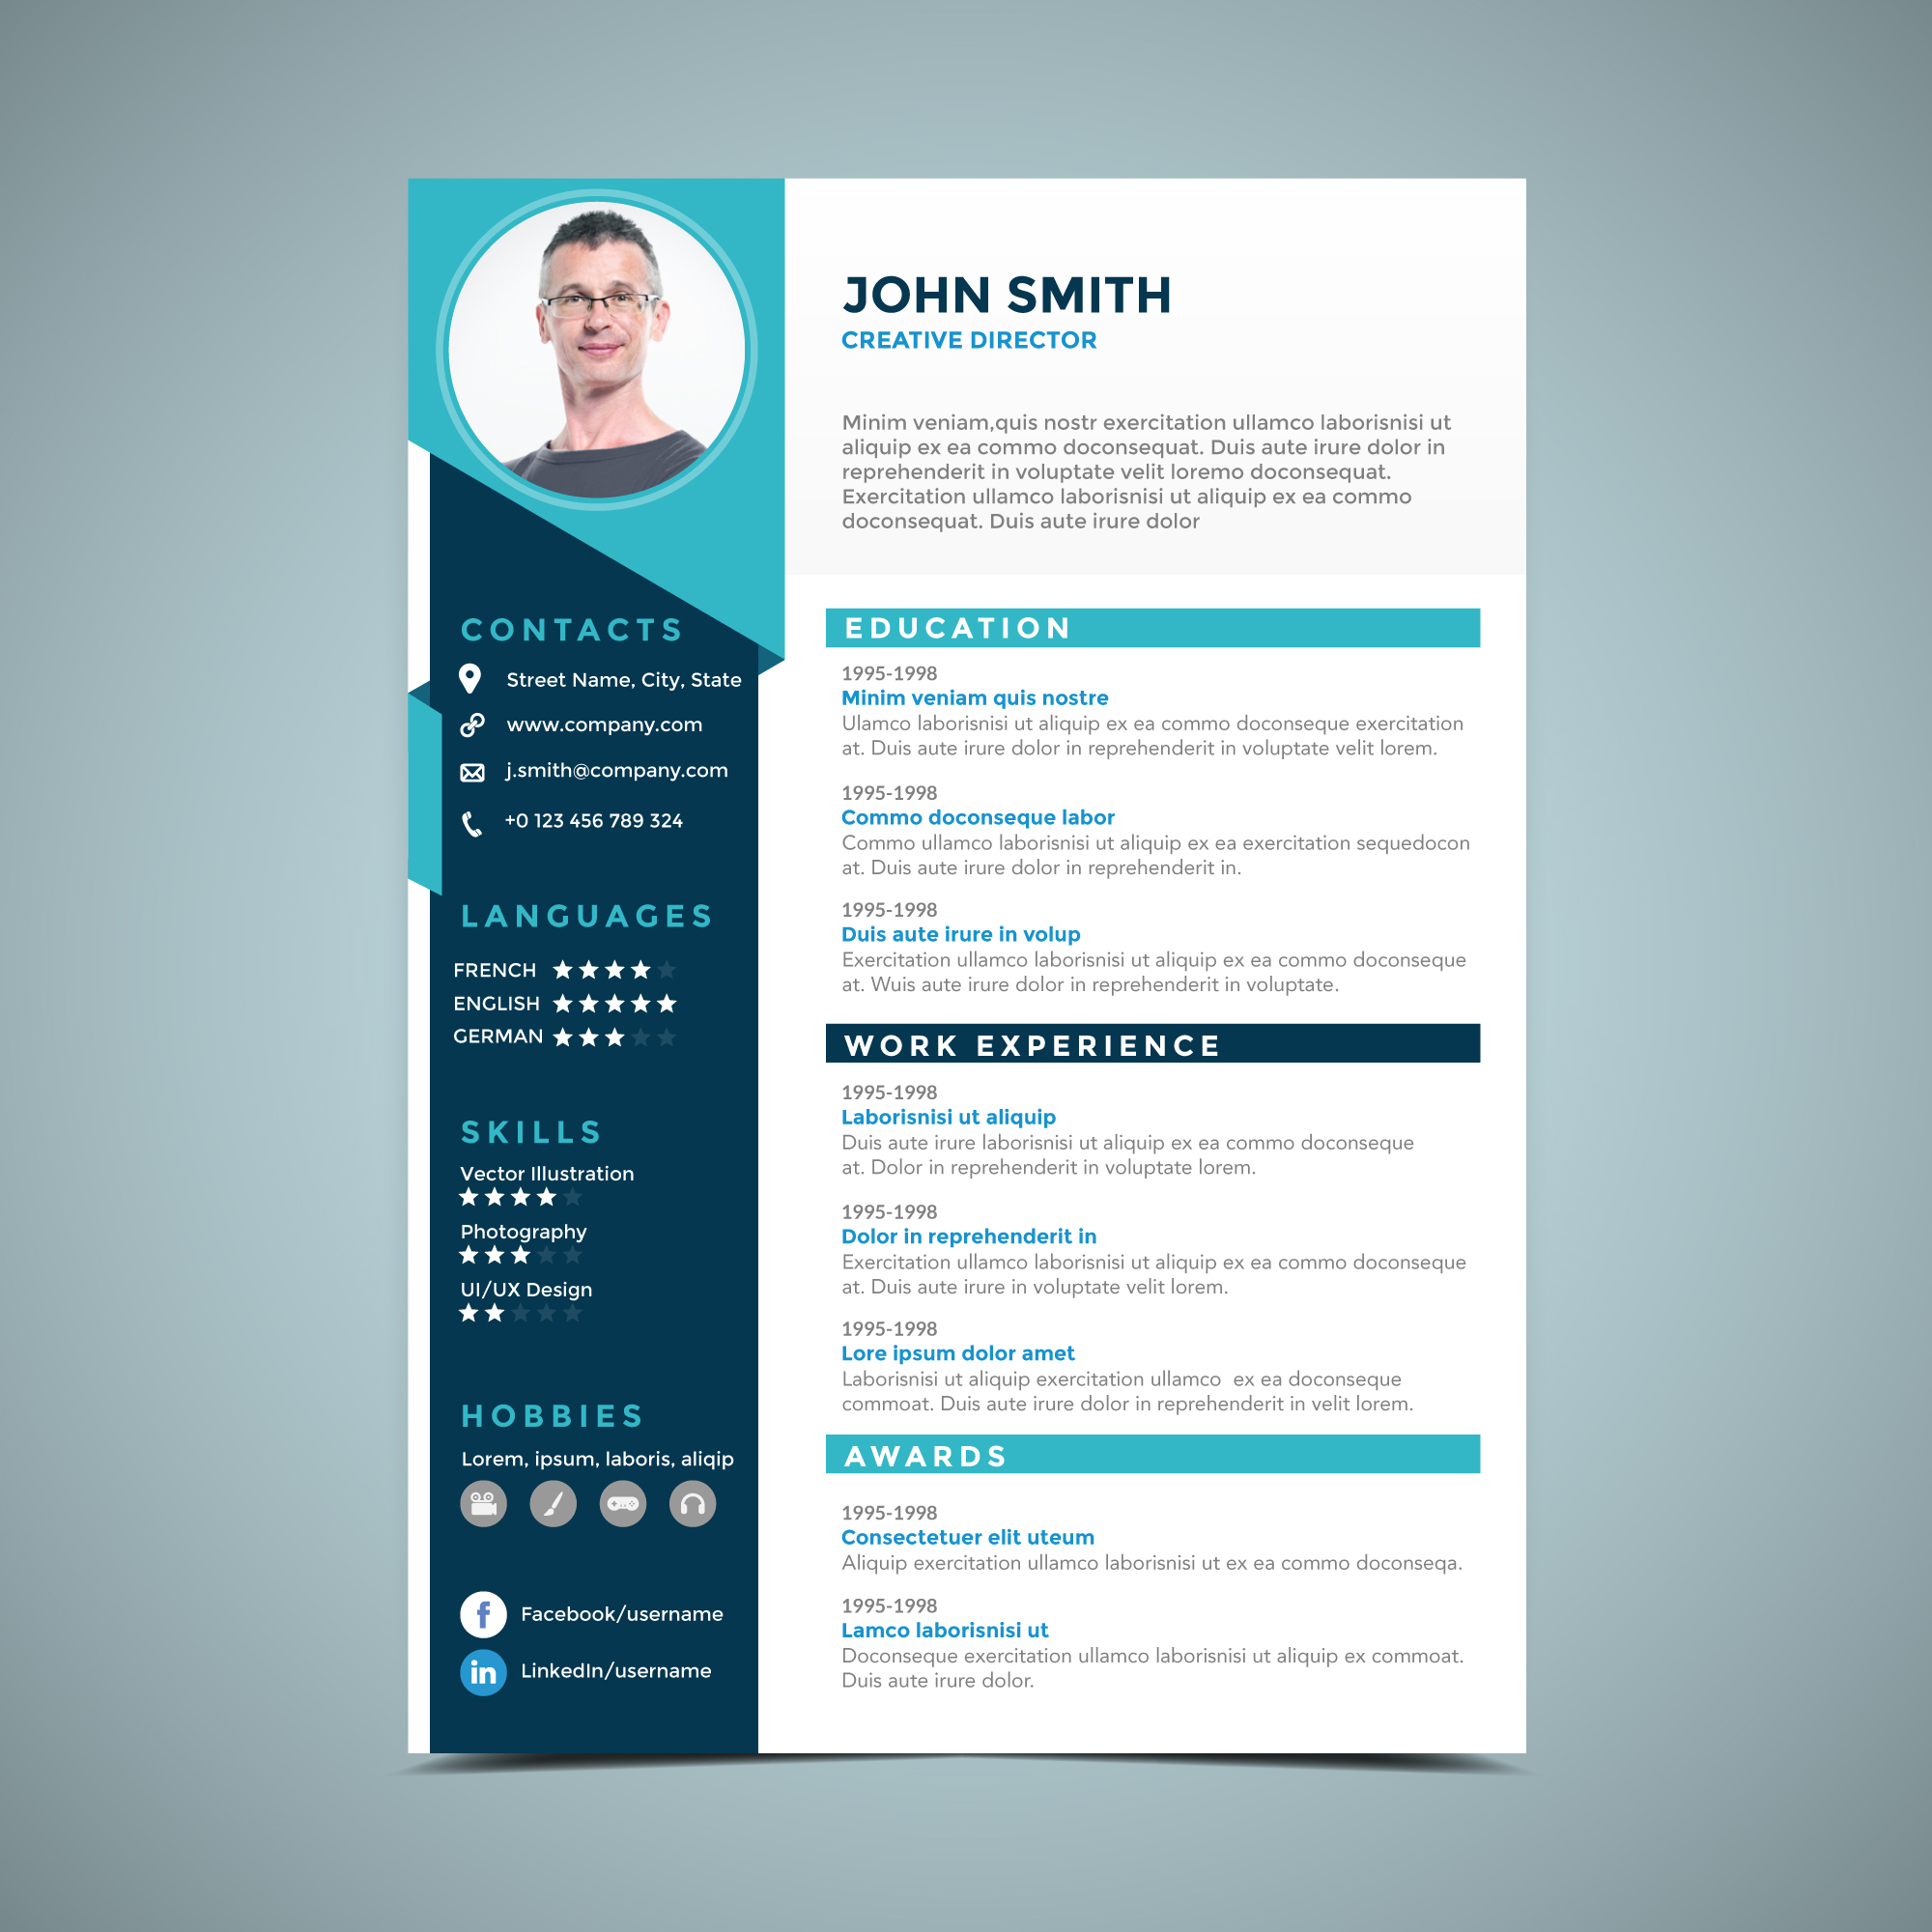 JOHN SMITH
CREATIVE DIRECTOR
Minim veniam,quis nostr exercitation ullamco laborisnisi ut
aliquip ex ea commo doconsequat. Duis aute irure dolor in
reprehenderit in voluptate velit loremo doconsequat.
Exercitation ullamco laborisnisi ut aliquip ex ea commo
doconsequat. Duis aute irure dolor
CONTACTS
Street Name, City, State
www.company.com
j.smith@company.com
+0 123 456 789 324
LANGUAGES
FRENCH
ENGLISH
GERMAN
SKILLS
Vector Illustration
Photography
UI/UX Design
HOBBIES
Lorem, ipsum, laboris, aliqip
f Facebook/username
in LinkedIn/username
EDUCATION
1995-1998
Minim veniam quis nostre
Ulamco laborisnisi ut aliquip ex ea commo doconseque exercitation
at. Duis aute irure dolor in reprehenderit in voluptate velit lorem.
1995-1998
Commo doconseque labor
Commo ullamco laborisnisi ut aliquip ex ea exercitation sequedocon
at. Duis aute irure dolor in reprehenderit in.
1995-1998
Duis aute irure in volup
Exercitation ullamco laborisnisi ut aliquip ex ea commo doconseque
at. Wuis aute irure dolor in reprehenderit in voluptate.
WORK EXPERIENCE
1995-1998
Laborisnisi ut aliquip
Duis aute irure laborisnisi ut aliquip ex ea commo doconseque
at. Dolor in reprehenderit in voluptate lorem.
1995-1998
Dolor in reprehenderit in
Exercitation ullamco laborisnisi ut aliquip ex ea commo doconseque
at. Duis aute irure in voluptate velit lorem.
1995-1998
Lore ipsum dolor amet
Laborisnisi ut aliquip exercitation ullamco  ex ea doconseque
commoat. Duis aute irure dolor in reprehenderit in velit lorem.
AWARDS
1995-1998
Consectetuer elit uteum
Aliquip exercitation ullamco laborisnisi ut ex ea commo doconseqa.
1995-1998
Lamco laborisnisi ut
Doconseque exercitation ullamco laborisnisi ut aliquip ex commoat.
Duis aute irure dolor.